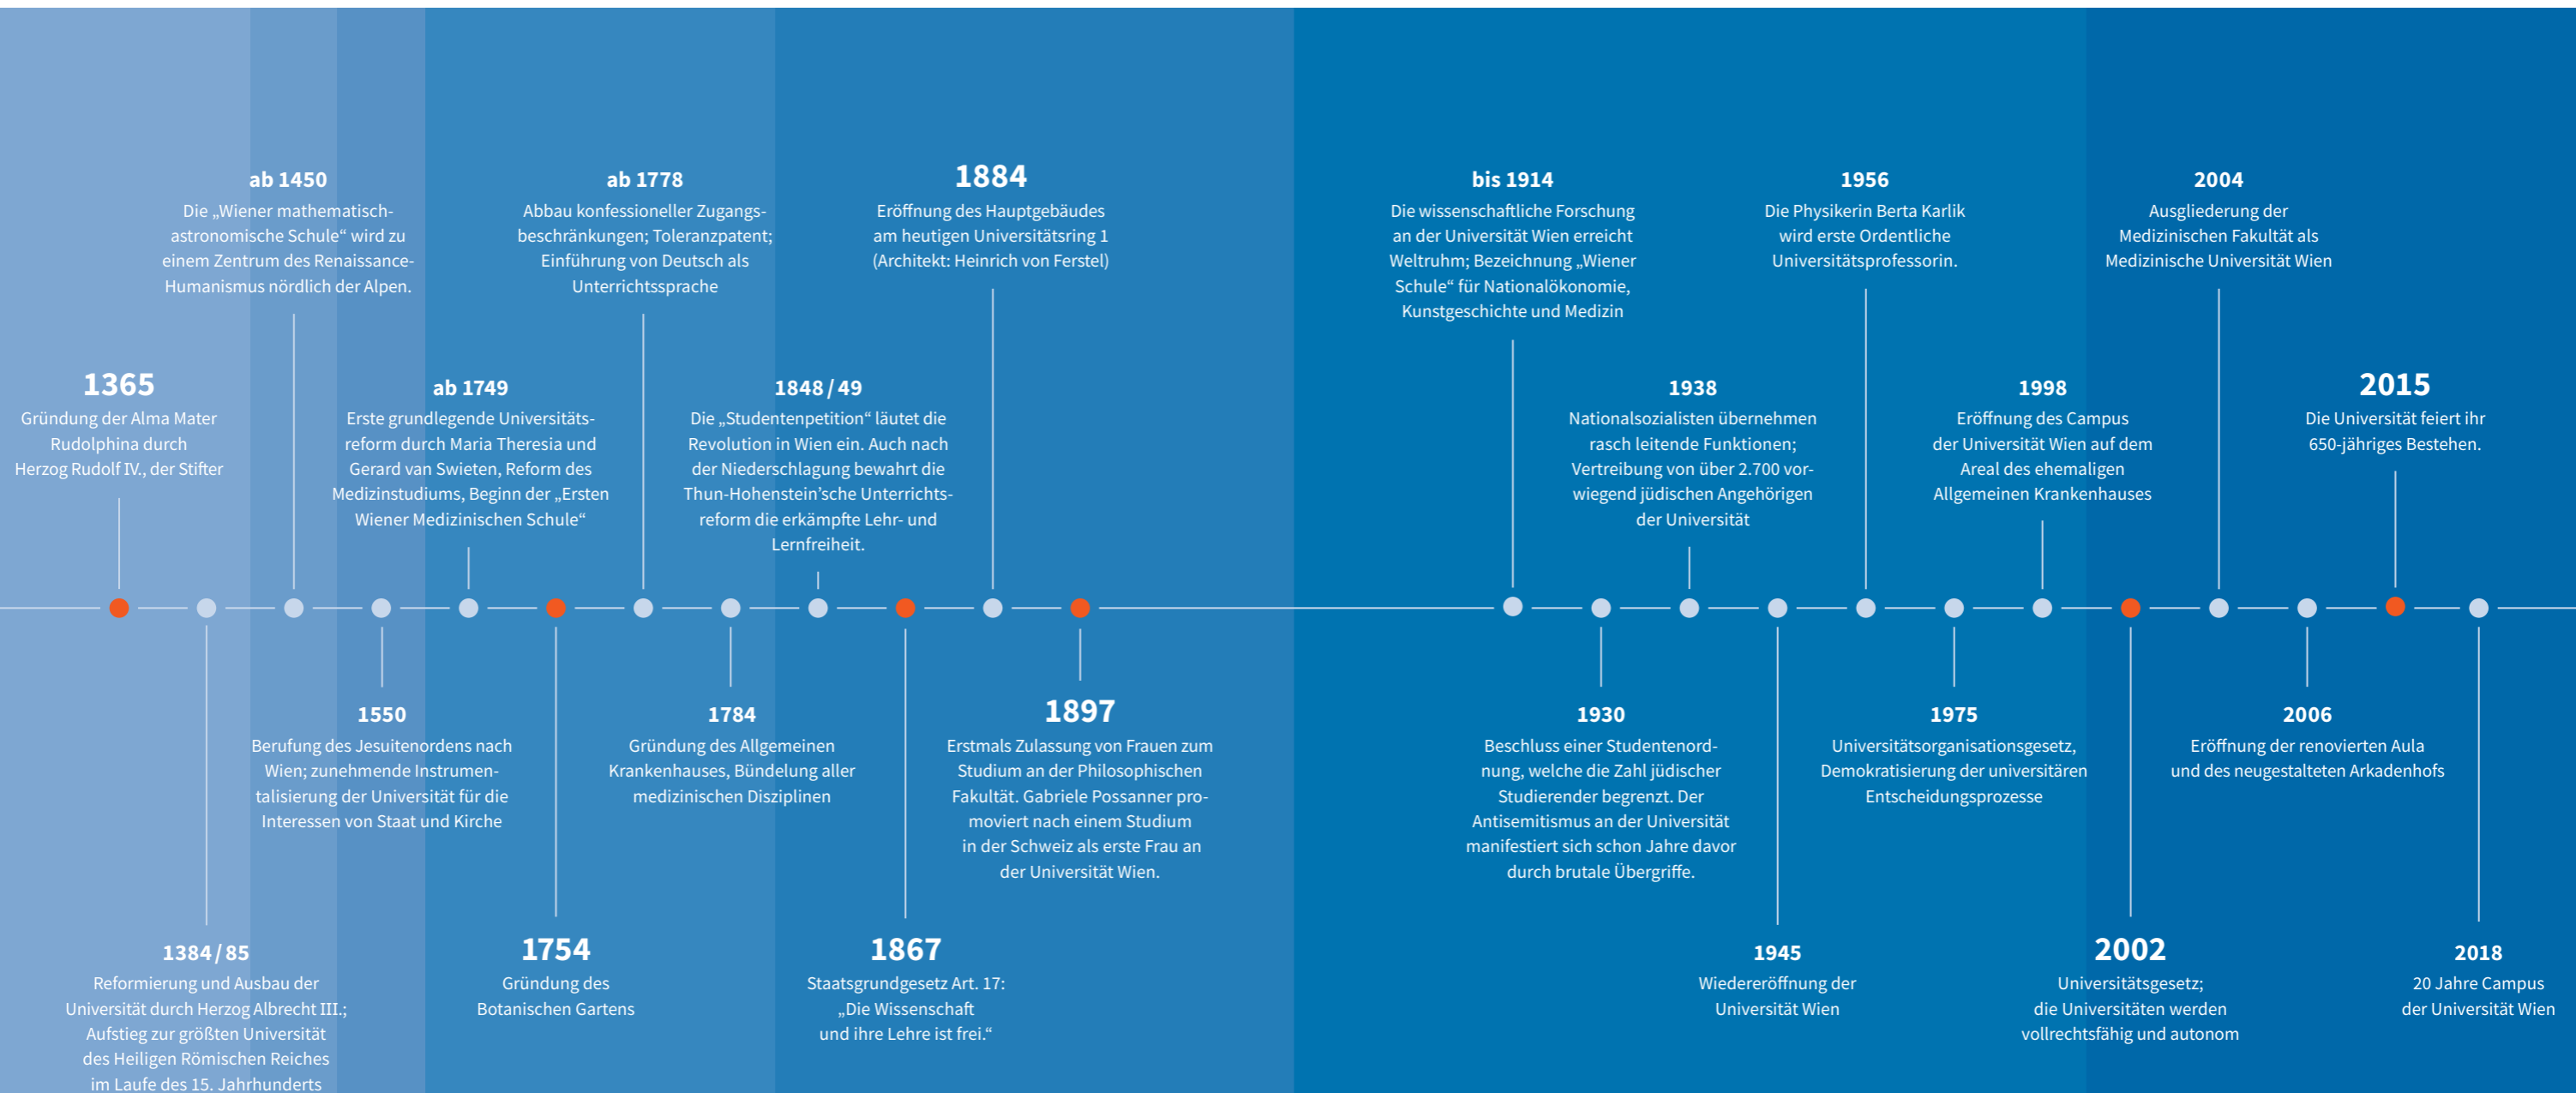 1365
Gründung der Alma Mater
Rudolphina durch
Herzog Rudolf IV., der Stifter
1384 / 85
Reformierung und Ausbau der
Universität durch Herzog Albrecht III.;
Aufstieg zur größten Universität
des Heiligen Römischen Reiches
im Laufe des 15. Jahrhunderts
ab 1450
Die „Wiener mathematisch-
astronomische Schule“ wird zu
einem Zentrum des Renaissance-
Humanismus nördlich der Alpen.
1550
Berufung des Jesuitenordens nach
Wien; zunehmende Instrumen-
talisierung der Universität für die
Interessen von Staat und Kirche
ab 1749
Erste grundlegende Universitäts-
reform durch Maria Theresia und
Gerard van Swieten, Reform des
Medizinstudiums, Beginn der „Ersten
Wiener Medizinischen Schule“
1754
Gründung des
Botanischen Gartens
ab 1778
Abbau konfessioneller Zugangs-
beschränkungen; Toleranzpatent;
Einführung von Deutsch als
Unterrichtssprache
1784
Gründung des Allgemeinen
Krankenhauses, Bündelung aller
medizinischen Disziplinen
1848 / 49
Die „Studentenpetition“ läutet die
Revolution in Wien ein. Auch nach
der Niederschlagung bewahrt die
Thun-Hohenstein’sche Unterrichts-
reform die erkämpfte Lehr- und
Lernfreiheit.
1867
Staatsgrundgesetz Art. 17:
„Die Wissenschaft
und ihre Lehre ist frei.“
1884
Eröffnung des Hauptgebäudes
am heutigen Universitätsring 1
(Architekt: Heinrich von Ferstel)
1897
Erstmals Zulassung von Frauen zum
Studium an der Philosophischen
Fakultät. Gabriele Possanner pro-
moviert nach einem Studium
in der Schweiz als erste Frau an
der Universität Wien.
bis 1914
Die wissenschaftliche Forschung
an der Universität Wien erreicht
Weltruhm; Bezeichnung „Wiener
Schule“ für Nationalökonomie,
Kunstgeschichte und Medizin
1930
Beschluss einer Studentenord-
nung, welche die Zahl jüdischer
Studierender begrenzt. Der
Antisemitismus an der Universität
manifestiert sich schon Jahre davor
durch brutale Übergriffe.
1938
Nationalsozialisten übernehmen
rasch leitende Funktionen;
Vertreibung von über 2.700 vor-
wiegend jüdischen Angehörigen
der Universität
1945
Wiedereröffnung der
Universität Wien
1956
Die Physikerin Berta Karlik
wird erste Ordentliche
Universitätsprofessorin.
1975
Universitätsorganisationsgesetz,
Demokratisierung der universitären
Entscheidungsprozesse
1998
Eröffnung des Campus
der Universität Wien auf dem
Areal des ehemaligen
Allgemeinen Krankenhauses
2002
Universitätsgesetz;
die Universitäten werden
vollrechtsfähig und autonom
2004
Ausgliederung der
Medizinischen Fakultät als
Medizinische Universität Wien
2006
Eröffnung der renovierten Aula
und des neugestalteten Arkadenhofs
2015
Die Universität feiert ihr
650-jähriges Bestehen.
2018
20 Jahre Campus
der Universität Wien